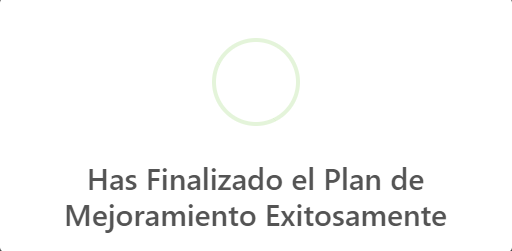 Has Finalizado el Plan de
Mejoramiento Exitosamente